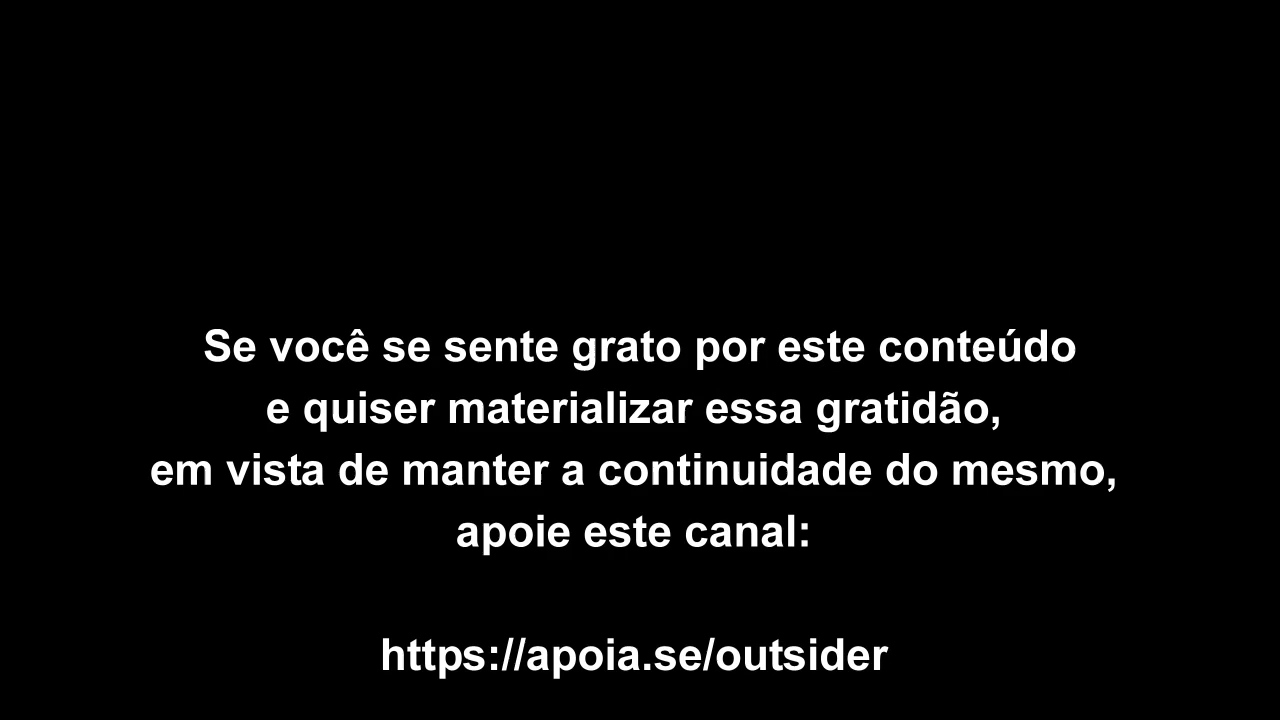 Se você se sente grato por este conteúdo
e quiser materializar essa gratidão,
em vista de manter a continuidade do mesmo,
apoie este canal:
https://apoia.se/outsider